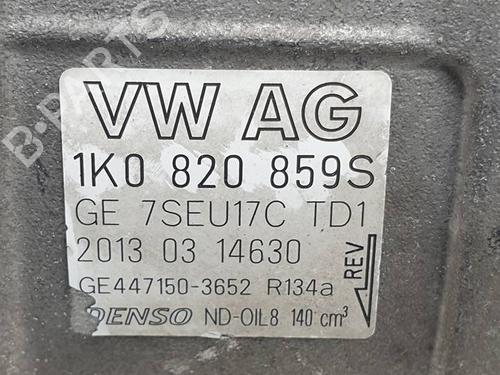 B-PARTS
VW AG
1K0 820 859S
GE 7SEU17C TD1
2013 03 14630
REV
GE447150-3652 R134a
DENSO ND-OIL8 140 cm³